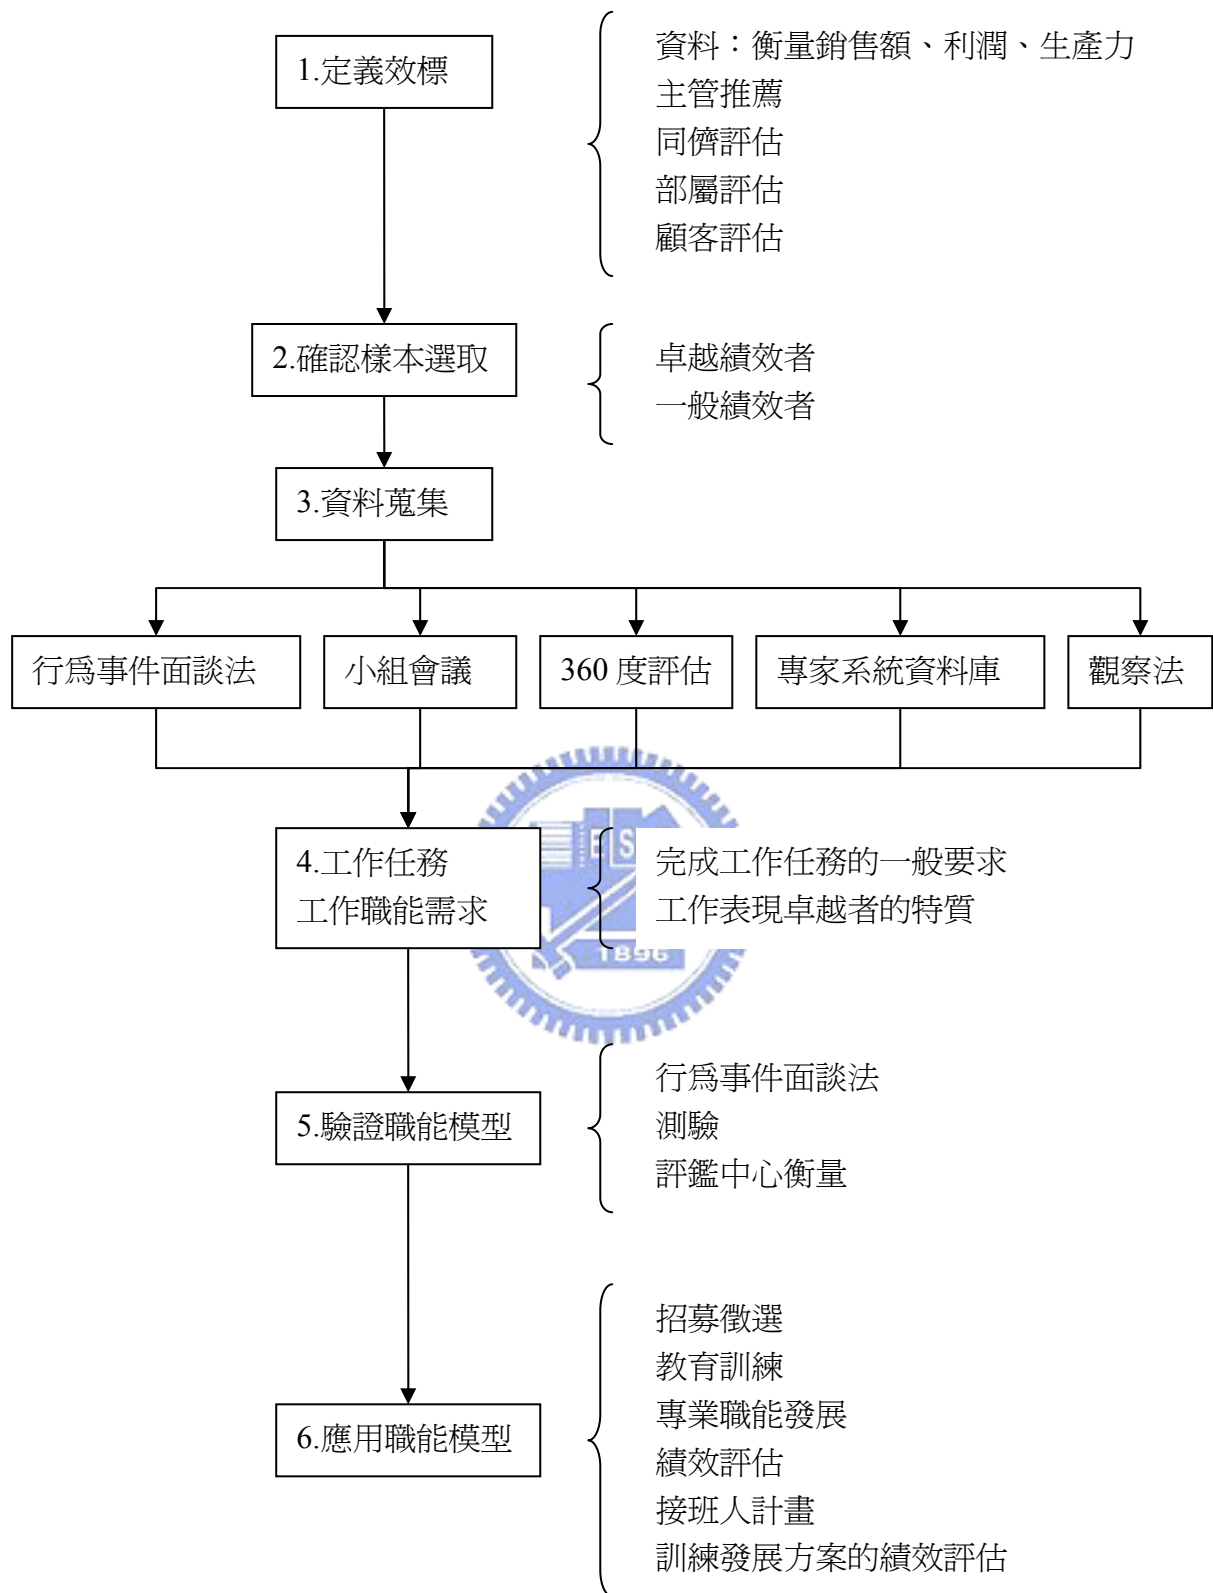 1.定義效標
資料：衡量銷售額、利潤、生產力
主管推薦
同儕評估
部屬評估
顧客評估
2.確認樣本選取
卓越績效者
一般績效者
3.資料蒐集
行為事件面談法
小組會議
360 度評估
專家系統資料庫
觀察法
4.工作任務
工作職能需求
完成工作任務的一般要求
工作表現卓越者的特質
ES
1896
5.驗證職能模型
行為事件面談法
測驗
評鑑中心衡量
6.應用職能模型
招募徵選
教育訓練
專業職能發展
績效評估
接班人計畫
訓練發展方案的績效評估